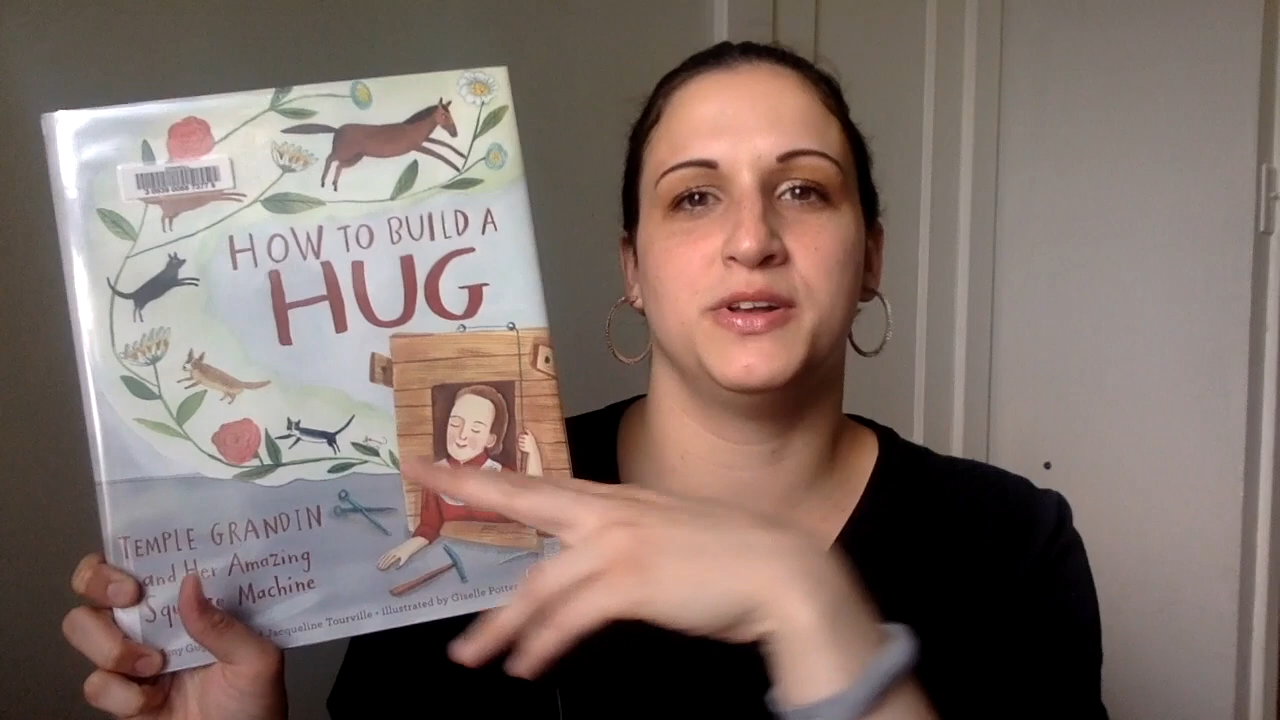 HOW TO BUILD A
HUG
TEMPLE GRANDIN
and Her Amazing
Machine
Jacqueline Tourville • illustrated by Giselle Potter